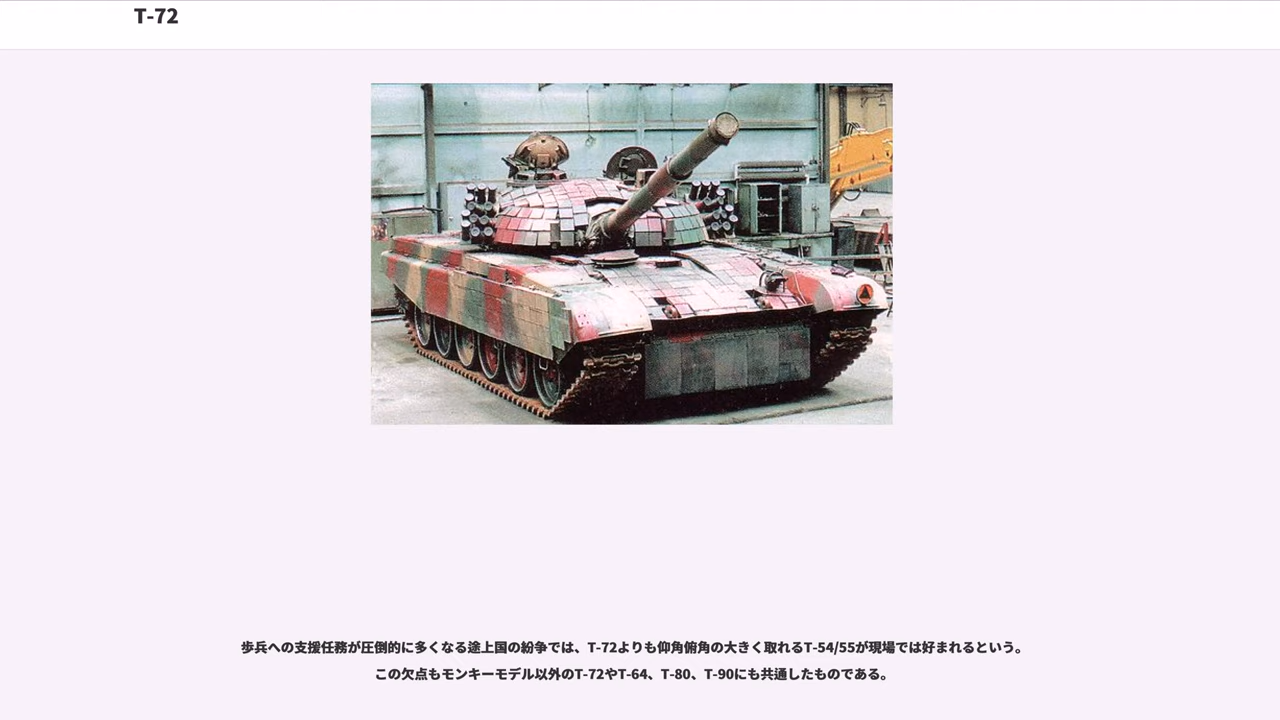 T-72
歩兵への支援任務が圧倒的に多くなる途上国の紛争では、T-72よりも仰角俯角の大きく取れるT-54/55が現場では好まれるという。
この欠点もモンキーモデル以外のT-72やT-64、T-80、T-90にも共通したものである。